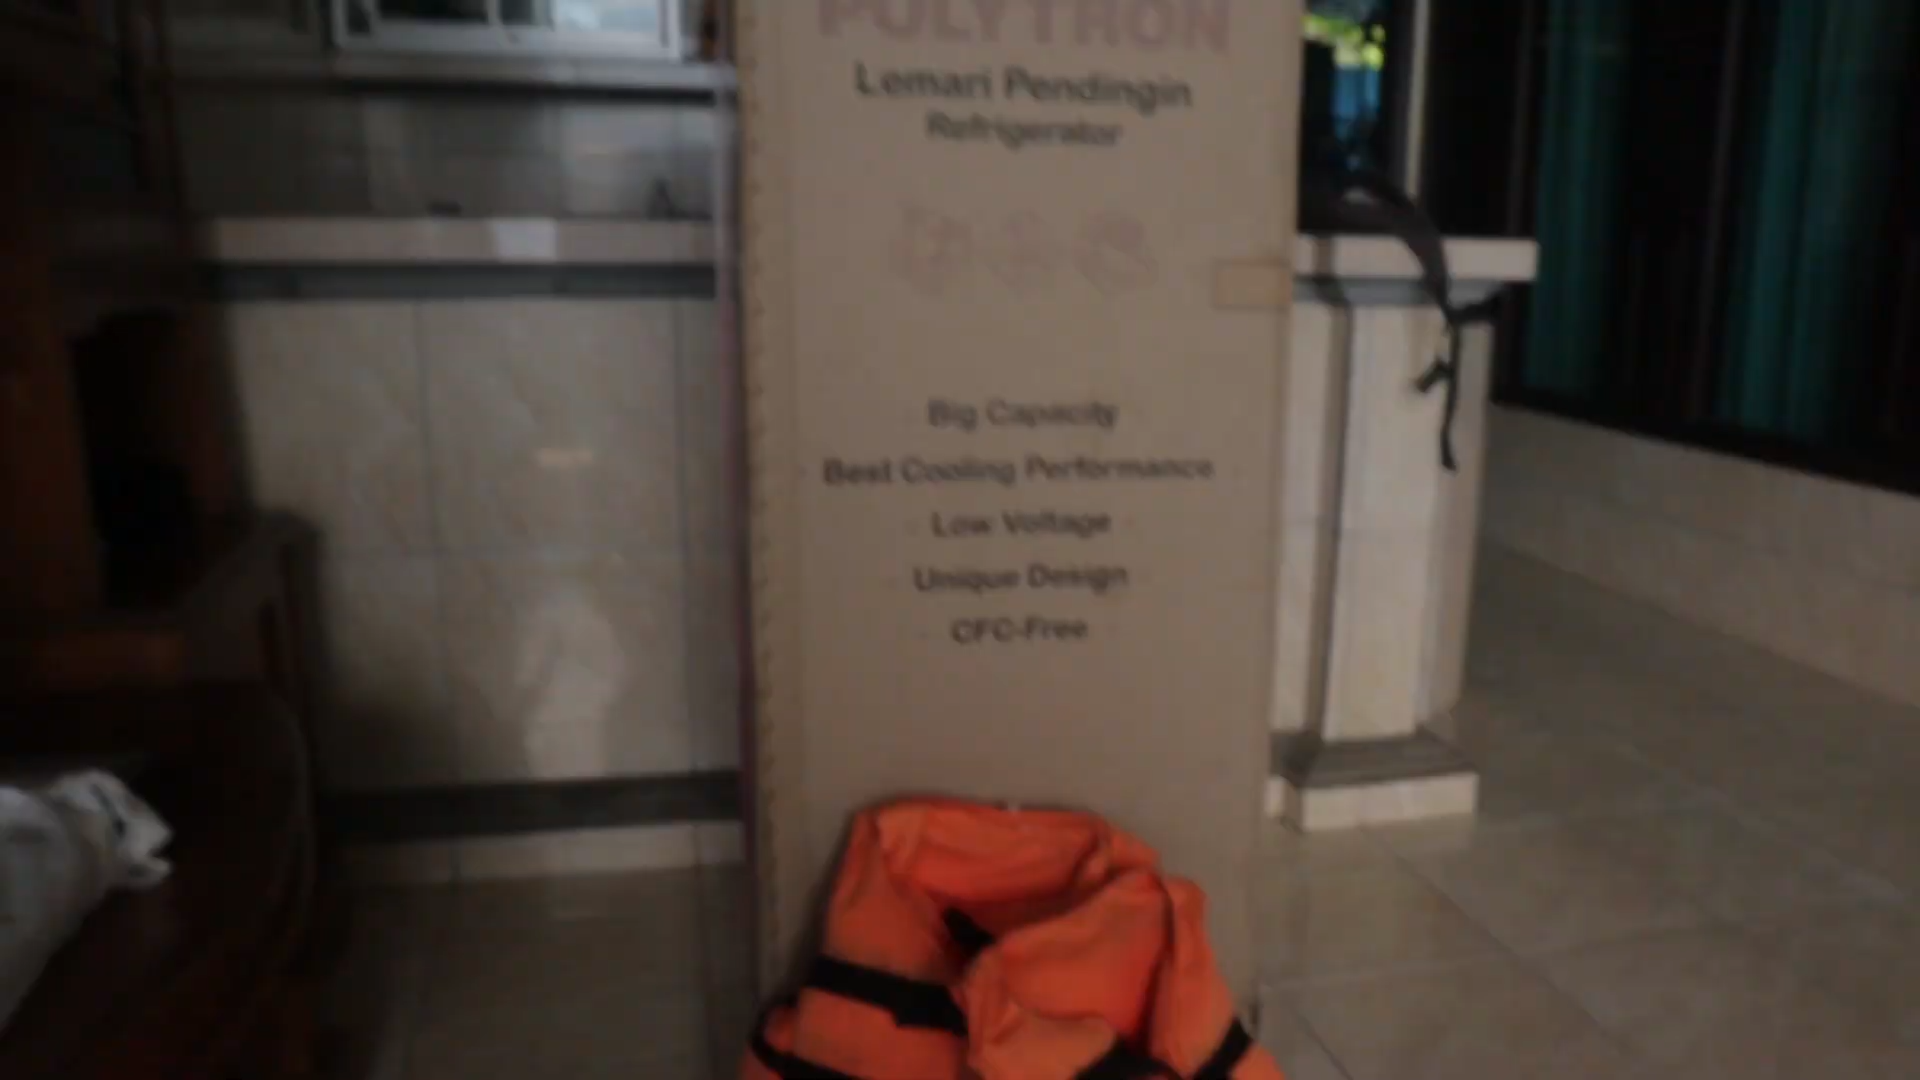 POLYTRON
Lemari Pendingin
Refrigerator
Big Capacity
Best Cooling Performance
Low Voltage
Unique Design
CFC-Free